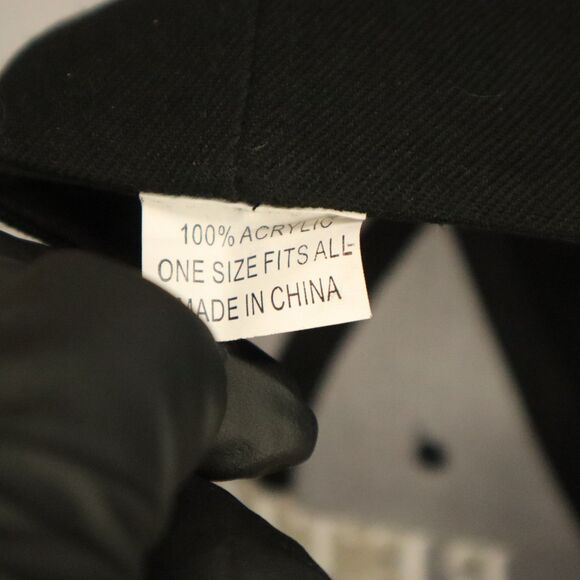 100% ACRYLIC
ONE SIZE FITS ALL
MADE IN CHINA